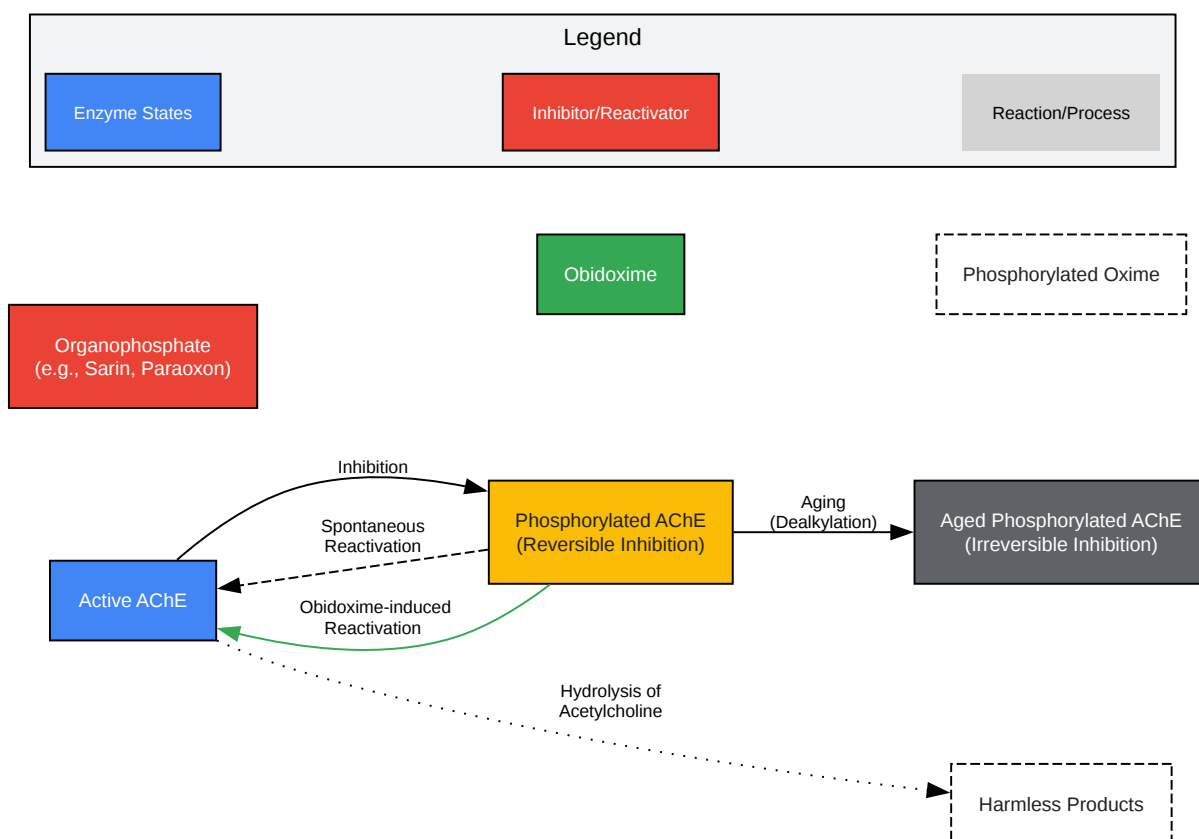 Legend
Enzyme States
Inhibitor/Reactivator
Reaction/Process
Obidoxime
Phosphorylated Oxime
Organophosphate
(e.g., Sarin, Paraoxon)
Inhibition
Spontaneous
Reactivation
Phosphorylated AChE
(Reversible Inhibition)
Aging
(Dealkylation)
Aged Phosphorylated AChE
(Irreversible Inhibition)
Active AChE
Obidoxime-induced
Reactivation
Hydrolysis of
Acetylcholine
Harmless Products